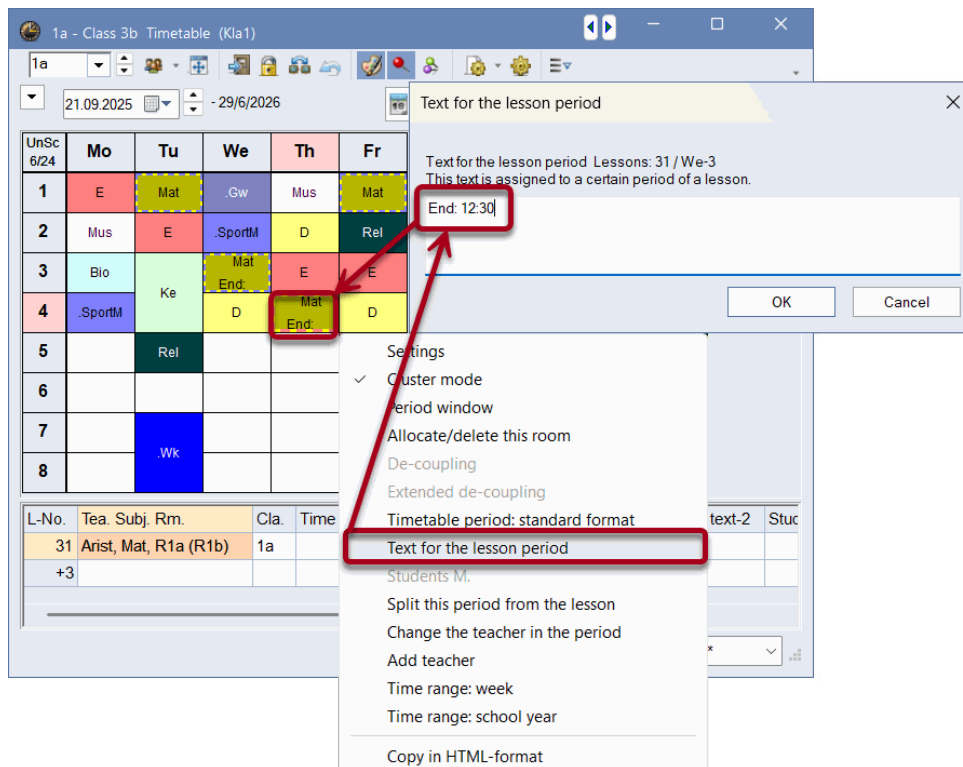 1a - Class 3b Timetable (Kla1)
1a
21.09.2025 - 29/6/2026
Text for the lesson period
Text for the lesson period Lessons: 31 / We-3
This text is assigned to a certain period of a lesson.
End: 12:30
OK Cancel
UnSc 6/24 Mo Tu We Th Fr
1 E Mat .Gw Mus Mat
2 Mus E .SportM D Rel
3 Bio Ke Mat End: E E
4 .SportM D Mat End: D
5 Rel
6
7 .Wk
8
Settings
Cluster mode
Period window
Allocate/delete this room
De-coupling
Extended de-coupling
Timetable period: standard format
Text for the lesson period
Students M.
Split this period from the lesson
Change the teacher in the period
Add teacher
Time range: week
Time range: school year
Copy in HTML-format
L-No. Tea. Subj. Rm. Cla. Time text-2 Stud
31 Arist, Mat, R1a (R1b) 1a
+3
*